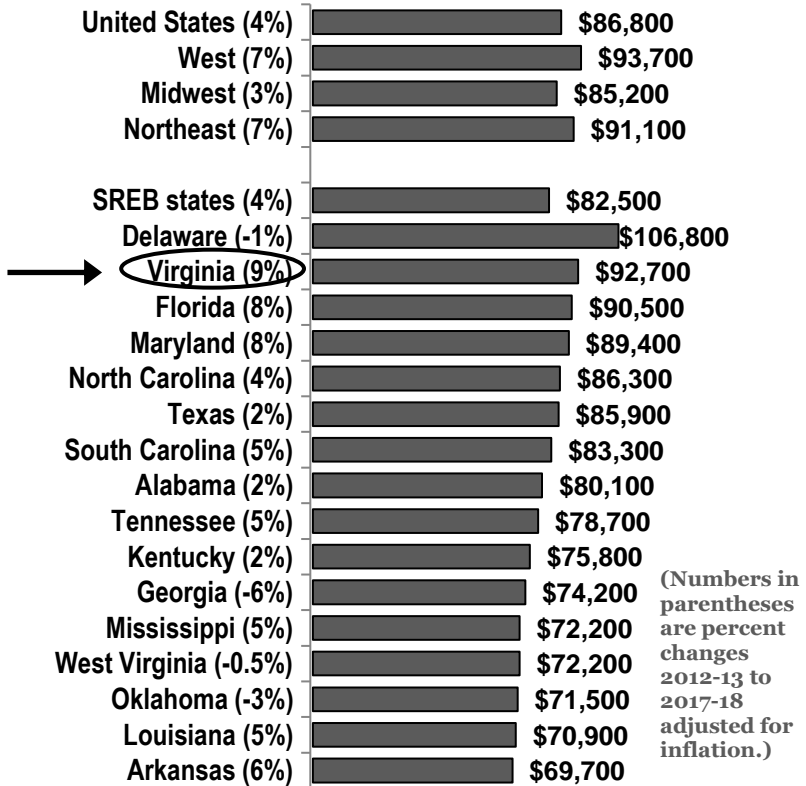 United States (4%) $86,800
West (7%) $93,700
Midwest (3%) $85,200
Northeast (7%) $91,100
SREB states (4%) $82,500
Delaware (-1%) $106,800
Virginia (9%) $92,700
Florida (8%) $90,500
Maryland (8%) $89,400
North Carolina (4%) $86,300
Texas (2%) $85,900
South Carolina (5%) $83,300
Alabama (2%) $80,100
Tennessee (5%) $78,700
Kentucky (2%) $75,800
Georgia (-6%) $74,200
Mississippi (5%) $72,200
West Virginia (-0.5%) $72,200
Oklahoma (-3%) $71,500
Louisiana (5%) $70,900
Arkansas (6%) $69,700
(Numbers in
parentheses
are percent
changes
2012-13 to
2017-18
adjusted for
inflation.)